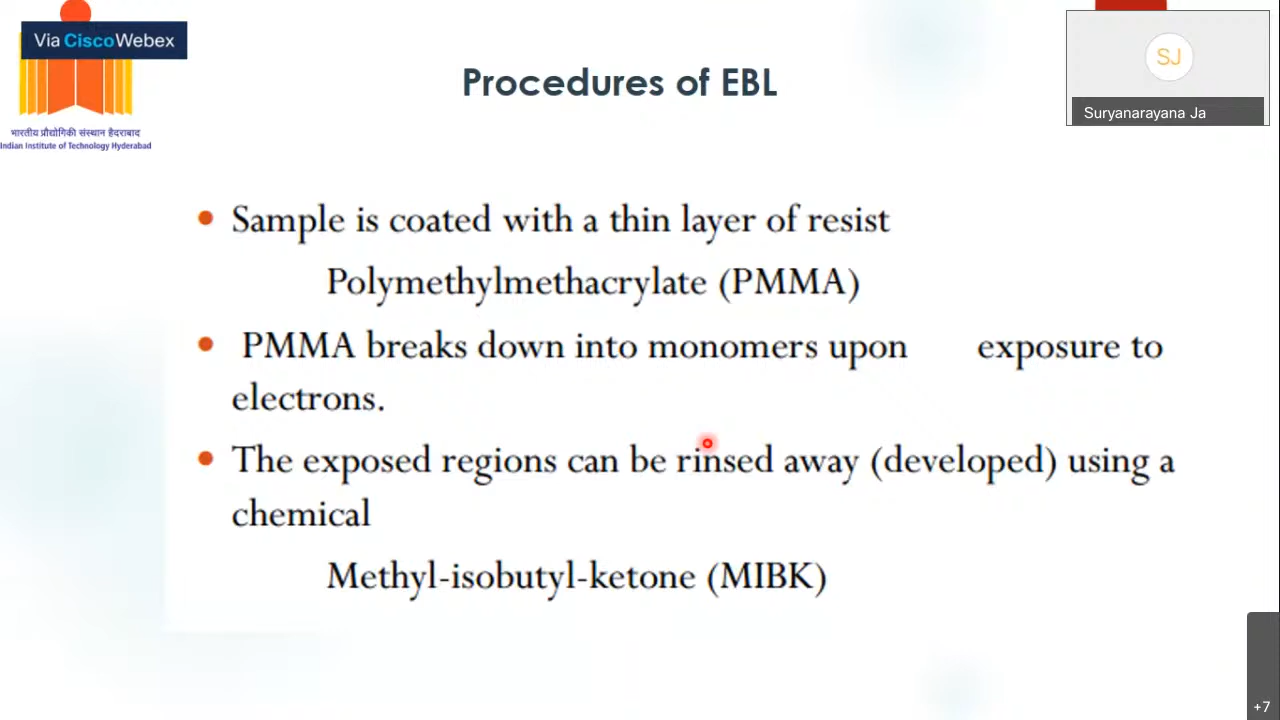 Via CiscoWebex
भारतीय प्रौद्योगिकी संस्थान हैदराबाद
Indian Institute of Technology Hyderabad
Procedures of EBL
SJ
Suryanarayana Ja
• Sample is coated with a thin layer of resist
Polymethylmethacrylate (PMMA)
• PMMA breaks down into monomers upon exposure to
electrons.
• The exposed regions can be rinsed away (developed) using a
chemical
Methyl-isobutyl-ketone (MIBK)
+7